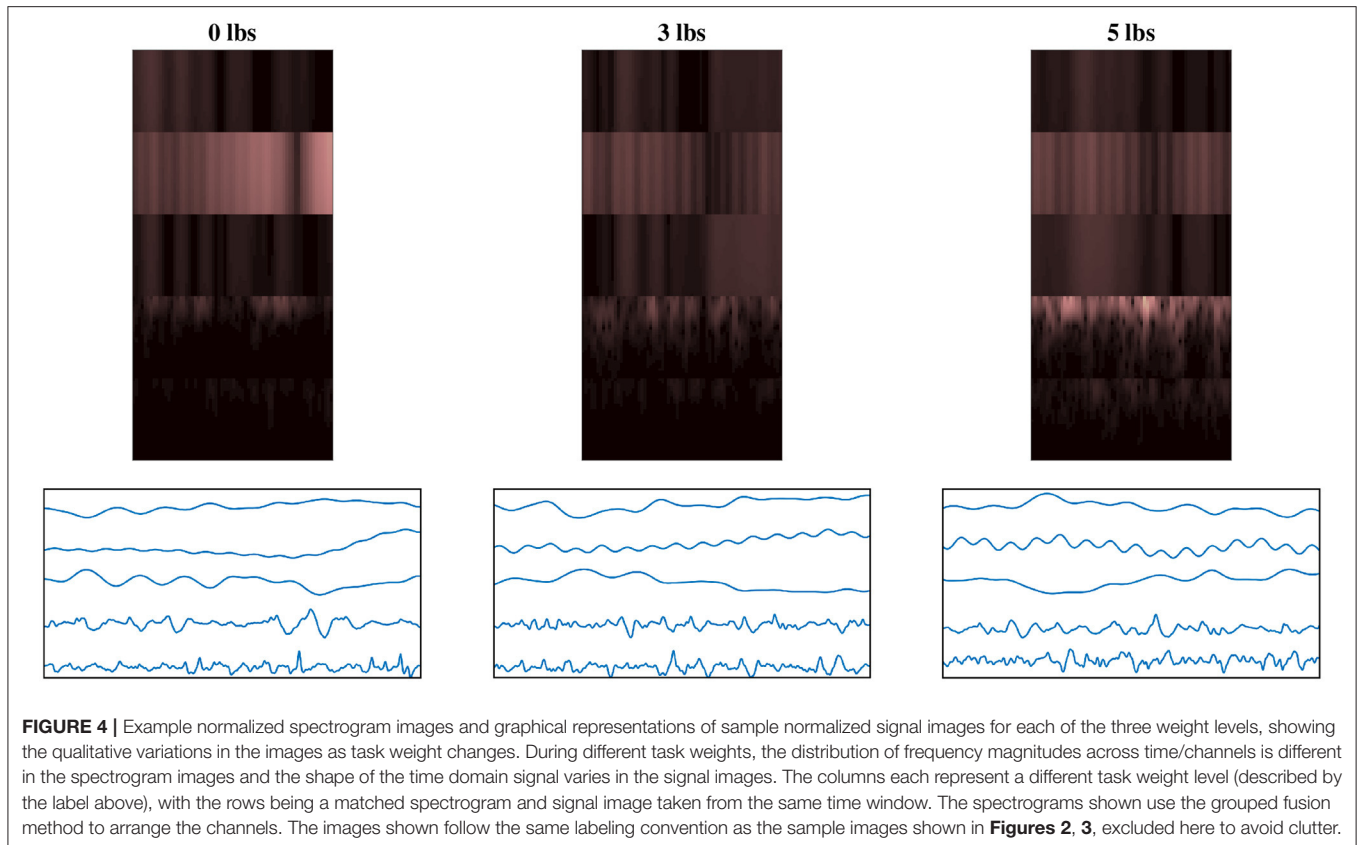 0 lbs 3 lbs 5 lbs
FIGURE 4 | Example normalized spectrogram images and graphical representations of sample normalized signal images for each of the three weight levels, showing
the qualitative variations in the images as task weight changes. During different task weights, the distribution of frequency magnitudes across time/channels is different
in the spectrogram images and the shape of the time domain signal varies in the signal images. The columns each represent a different task weight level (described by
the label above), with the rows being a matched spectrogram and signal image taken from the same time window. The spectrograms shown use the grouped fusion
method to arrange the channels. The images shown follow the same labeling convention as the sample images shown in Figures 2, 3, excluded here to avoid clutter.